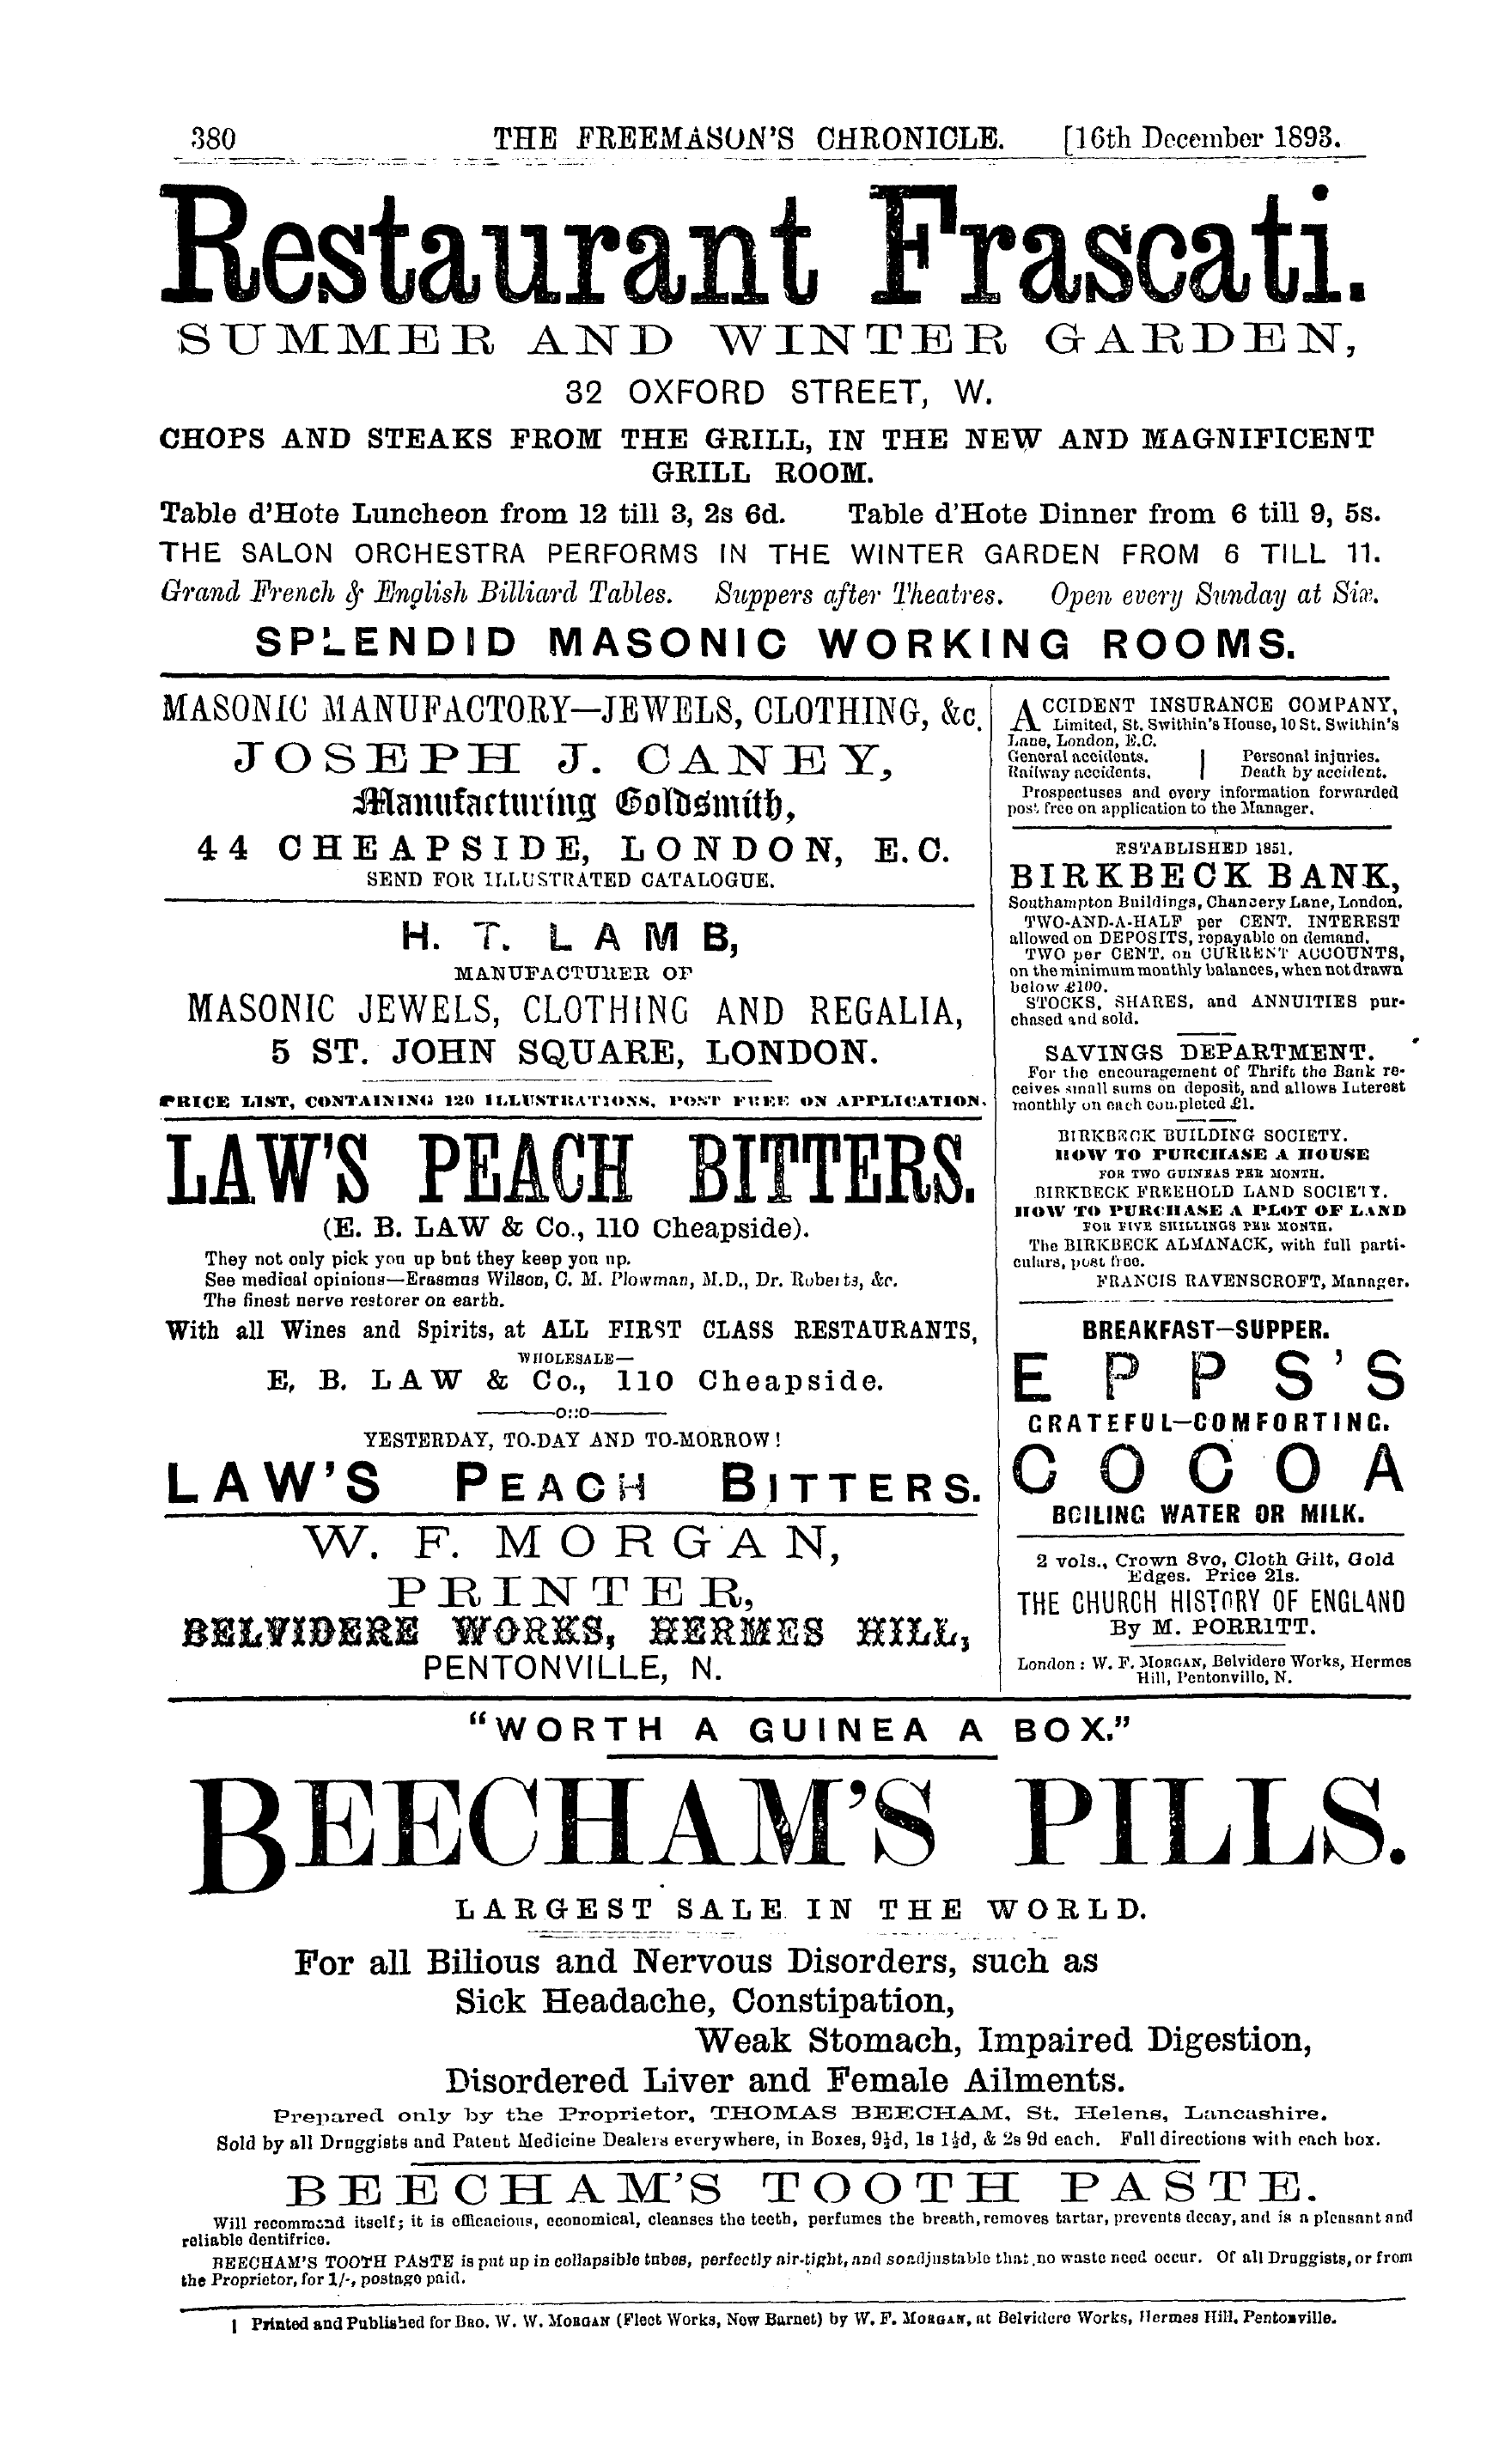 380 THE FREEMASON'S CHRONICLE. [16th December 1893.
Restaurant Frascati.
SUMMER AND WINTER GARDEN,
32 OXFORD STREET, W.
CHOPS AND STEAKS FROM THE GRILL, IN THE NEW AND MAGNIFICENT
GRILL ROOM.
Table d'Hote Luncheon from 12 till 3, 2s 6d. Table d'Hote Dinner from 6 till 9, 5s.
THE SALON ORCHESTRA PERFORMS IN THE WINTER GARDEN FROM 6 TILL 11.
Grand French & English Billiard Tables. Suppers after Theatres. Open every Sunday at Six.
SPLENDID MASONIC WORKING ROOMS.
MASONIC MANUFACTORY—JEWELS, CLOTHING, &c.
JOSEPH J. CANEY,
Manufacturing Goldsmith,
44 CHEAPSIDE, LONDON, E.C.
SEND FOR ILLUSTRATED CATALOGUE.
H. T. LAMB,
MANUFACTURER OF
MASONIC JEWELS, CLOTHING AND REGALIA,
5 ST. JOHN SQUARE, LONDON.
PRICE LIST, CONTAINING 120 ILLUSTRATIONS, POST FREE ON APPLICATION.
LAW'S PEACH BITTERS.
(E. B. LAW & Co., 110 Cheapside).
They not only pick you up but they keep you up.
See medical opinions—Erasmus Wilson, C. M. Plowman, M.D., Dr. Roberts, &c.
The finest nerve restorer on earth.
With all Wines and Spirits, at ALL FIRST CLASS RESTAURANTS,
WHOLESALE—
E. B. LAW & Co., 110 Cheapside.
o::o
YESTERDAY, TO-DAY AND TO-MORROW!
LAW'S PEACH BITTERS.
W. F. MORGAN,
PRINTER,
BELVIDERE WORKS, HERMES HILL,
PENTONVILLE, N.
ACCIDENT INSURANCE COMPANY,
Limited, St. Swithin's House, 10 St. Swithin's
Lane, London, E.C.
General accidents. | Personal injuries.
Railway accidents. | Death by accident.
Prospectuses and every information forwarded
post free on application to the Manager.
ESTABLISHED 1851.
BIRKBECK BANK,
Southampton Buildings, Chancery Lane, London.
TWO-AND-A-HALF per CENT. INTEREST
allowed on DEPOSITS, repayable on demand.
TWO per CENT. on CURRENT ACCOUNTS,
on the minimum monthly balances, when not drawn
below £100.
STOCKS, SHARES, and ANNUITIES pur-
chased and sold.
SAVINGS DEPARTMENT.
For the encouragement of Thrift the Bank re-
ceives small sums on deposit, and allows Interest
monthly on each completed £1.
BIRKBECK BUILDING SOCIETY.
HOW TO PURCHASE A HOUSE
FOR TWO GUINEAS PER MONTH.
BIRKBECK FREEHOLD LAND SOCIETY.
HOW TO PURCHASE A PLOT OF LAND
FOR FIVE SHILLINGS PER MONTH.
The BIRKBECK ALMANACK, with full parti-
culars, post free.
FRANCIS RAVENSCROFT, Manager.
BREAKFAST—SUPPER.
EPPS'S
GRATEFUL—COMFORTING.
COCOA
BOILING WATER OR MILK.
2 vols., Crown 8vo, Cloth Gilt, Gold
Edges. Price 21s.
THE CHURCH HISTORY OF ENGLAND
By M. PORRITT.
London: W. F. MORGAN, Belvidere Works, Hermes
Hill, Pentonville, N.
"WORTH A GUINEA A BOX."
BEECHAM'S PILLS.
LARGEST SALE IN THE WORLD.
For all Bilious and Nervous Disorders, such as
Sick Headache, Constipation,
Weak Stomach, Impaired Digestion,
Disordered Liver and Female Ailments.
Prepared only by the Proprietor, THOMAS BEECHAM, St. Helens, Lancashire.
Sold by all Druggists and Patent Medicine Dealers everywhere, in Boxes, 9½d, 1s 1½d, & 2s 9d each. Full directions with each box.
BEECHAM'S TOOTH PASTE.
Will recommend itself; it is efficacious, economical, cleanses the teeth, perfumes the breath, removes tartar, prevents decay, and is a pleasant and
reliable dentifrice.
BEECHAM'S TOOTH PASTE is put up in collapsible tubes, perfectly air-tight, and so adjustable that no waste need occur. Of all Druggists, or from
the Proprietor, for 1/-, postage paid.
Printed and Published for BRO. W. W. MORGAN (Fleet Works, New Barnet) by W. F. MORGAN, at Belvidere Works, Hermes Hill, Pentonville.